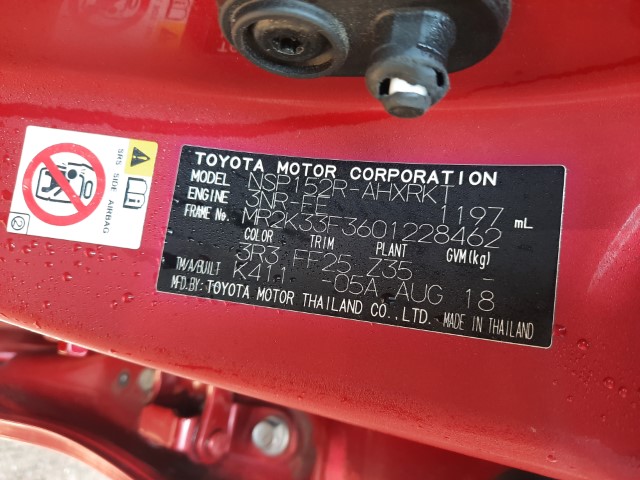 TOYOTA MOTOR CORPORATION
MODEL NSP152R-AHXRKT
ENGINE 3NR-FE 1197 mL
FRAME No. MR2K33F3601228462
COLOR TRIM PLANT GVM(kg)
3R3 FF25 Z35 -
TM/A/BUILT K411 -05A AUG 18
MFD.BY: TOYOTA MOTOR THAILAND CO.,LTD. MADE IN THAILAND
SRS SIDE AIRBAG